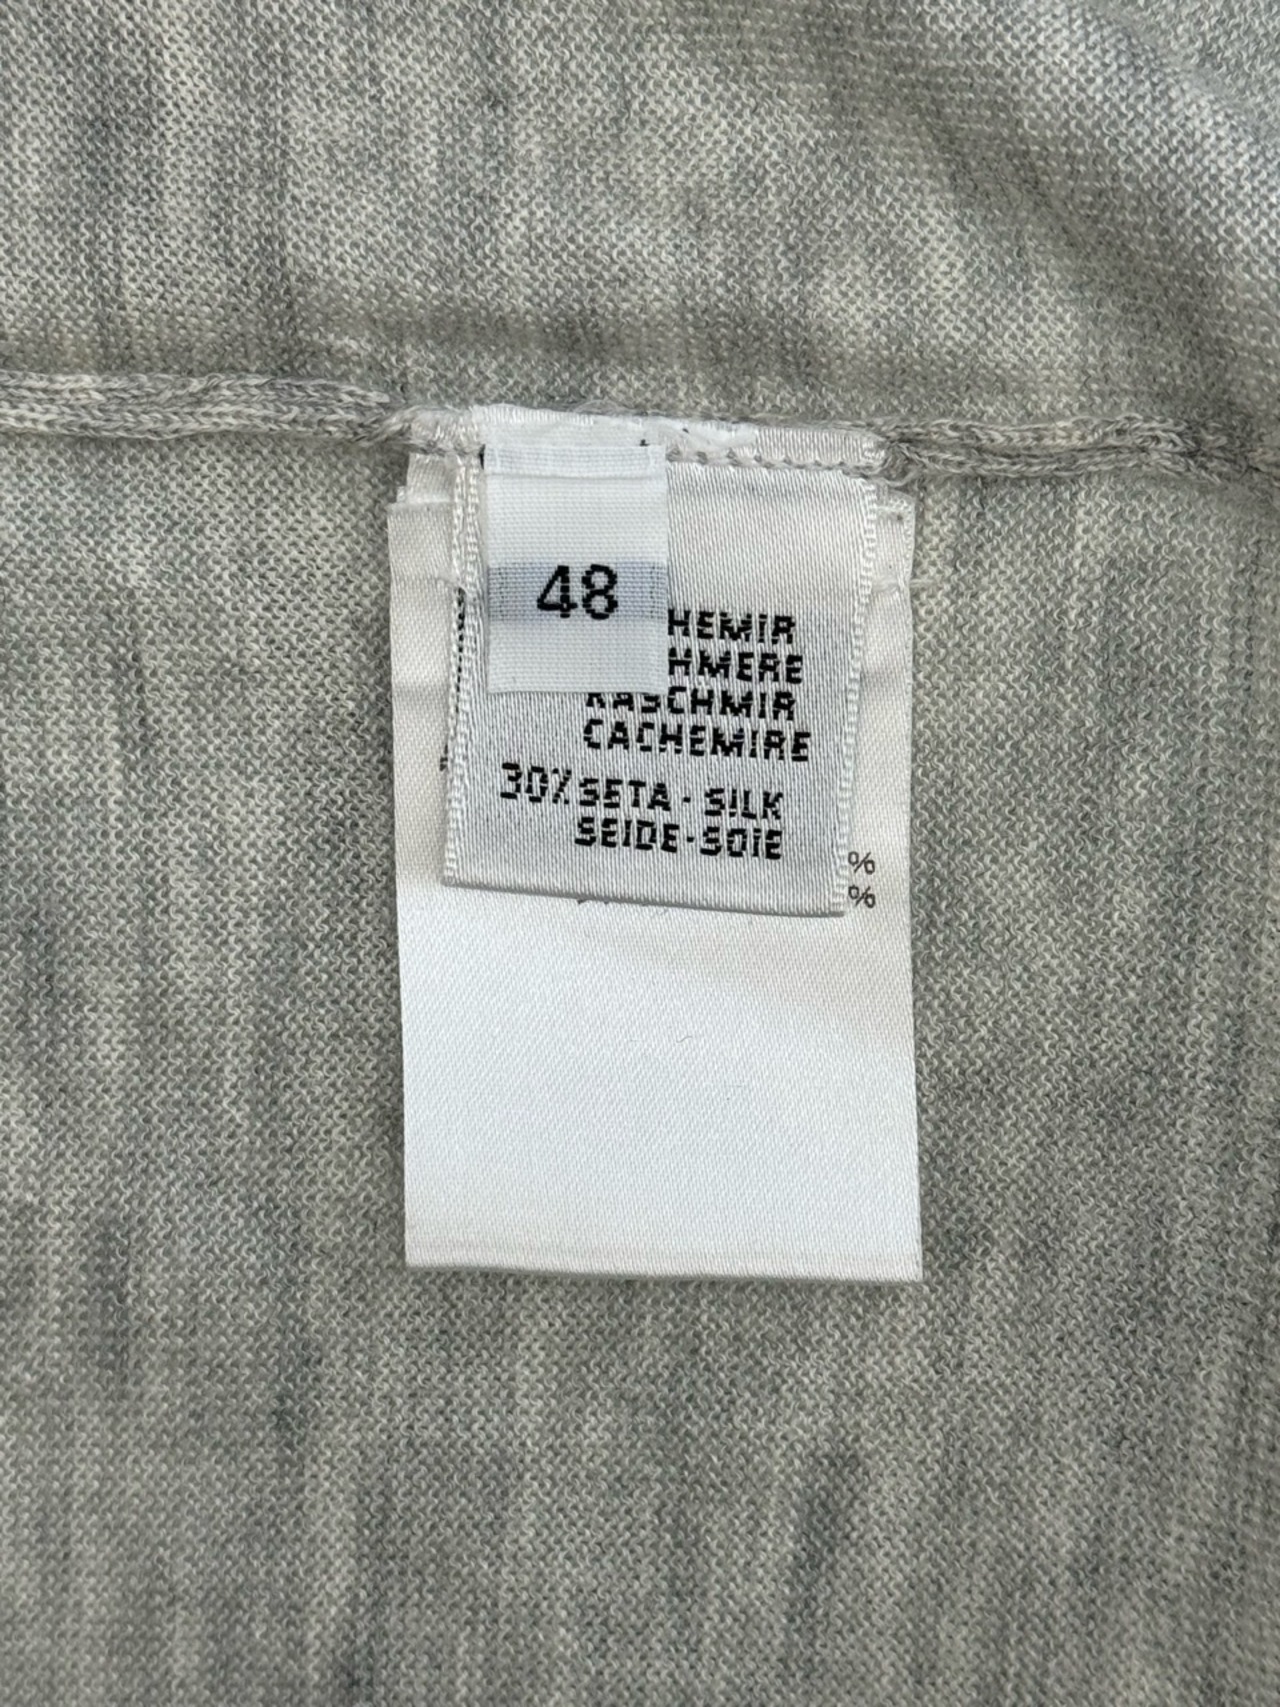 48
HEMIR
HMERE
KASCHMIR
CACHEMIRE
30% SETA · SILK
SEIDE-SOIE
%
%